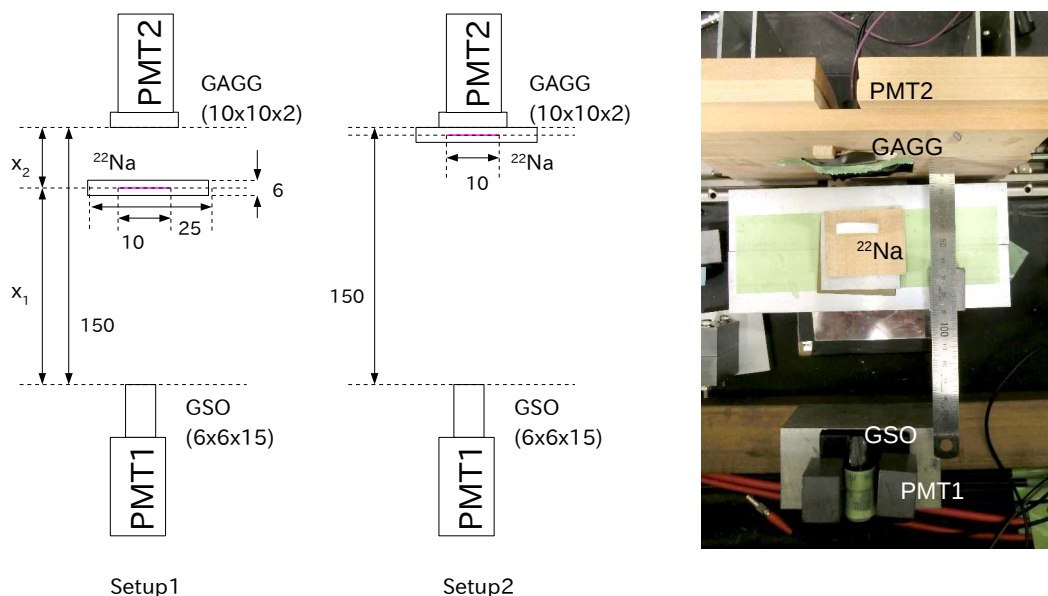 PMT2
GAGG
(10x10x2)
x2
22Na
6
10
25
x1
150
GSO
(6x6x15)
PMT1
Setup1
PMT2
GAGG
(10x10x2)
150
22Na
10
GSO
(6x6x15)
PMT1
Setup2
PMT2
GAGG
22Na
100
GSO
PMT1